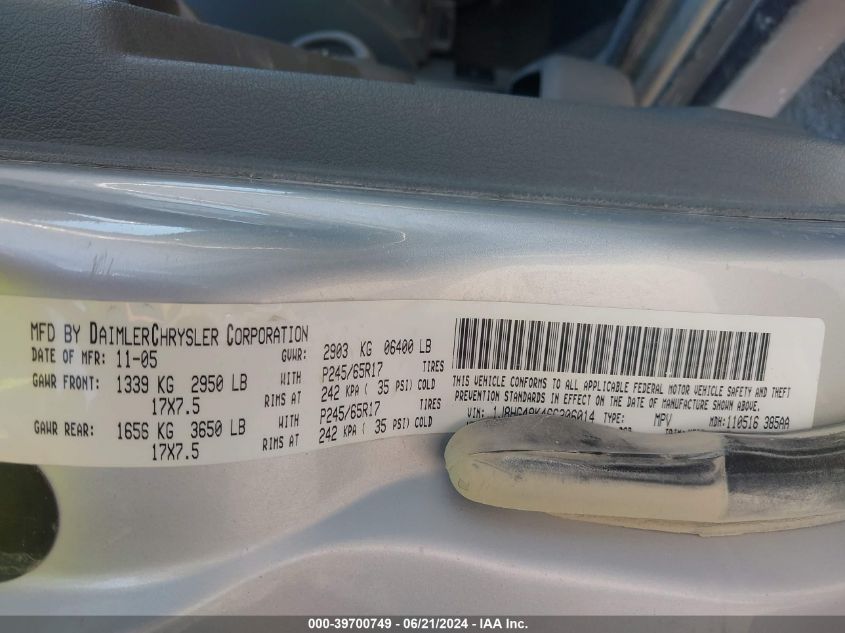 MFD BY DAIMLERCHRYSLER CORPORATION
DATE OF MFR: 11-05 GVWR: 2903 KG 06400 LB
GAWR FRONT: 1339 KG 2950 LB WITH P245/65R17 TIRES
17X7.5 RIMS AT 242 KPA ( 35 PSI) COLD
GAWR REAR: 1656 KG 3650 LB WITH P245/65R17 TIRES
17X7.5 RIMS AT 242 KPA ( 35 PSI) COLD
THIS VEHICLE CONFORMS TO ALL APPLICABLE FEDERAL MOTOR VEHICLE SAFETY AND THEFT
PREVENTION STANDARDS IN EFFECT ON THE DATE OF MANUFACTURE SHOWN ABOVE.
VIN: TYPE: MPV MDH: 110516 385AA
000-39700749 - 06/21/2024 - IAA Inc.